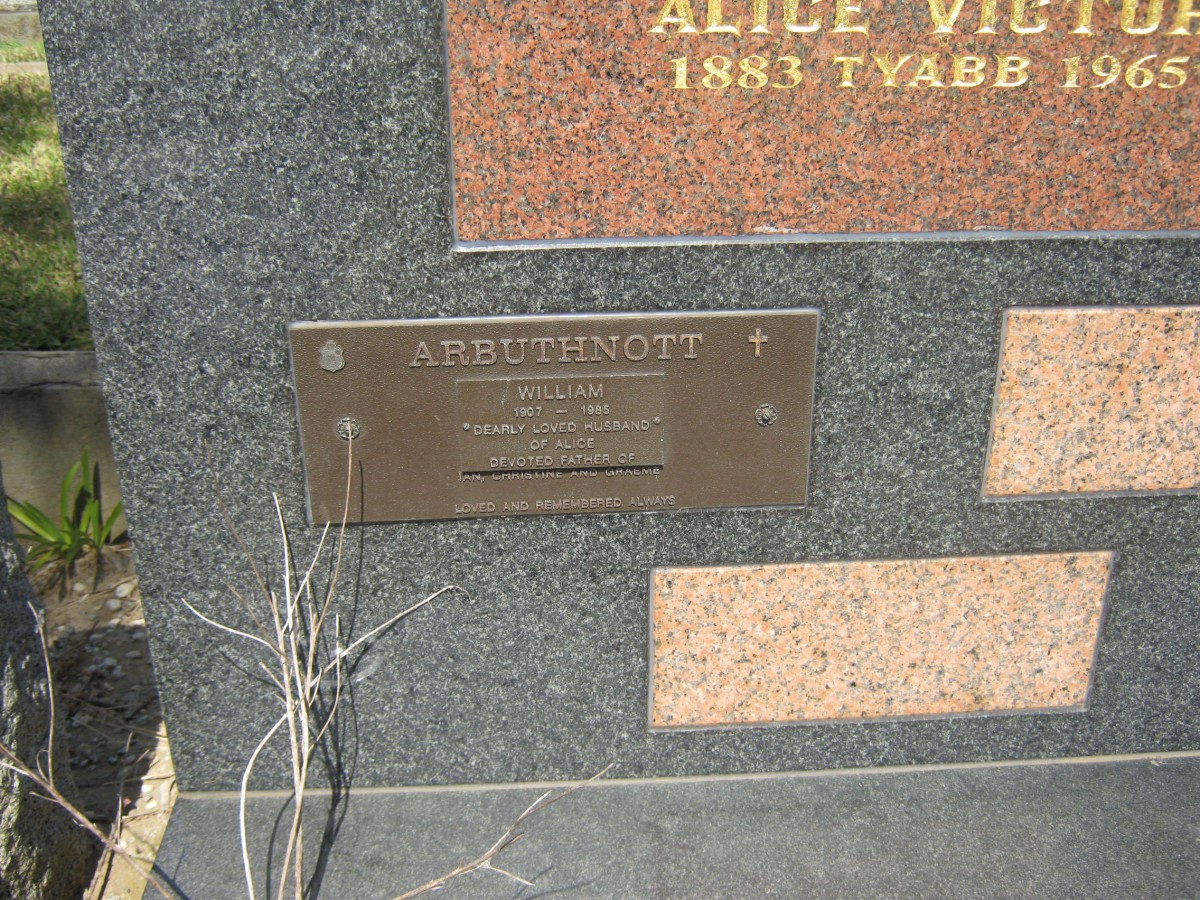 ALICE VICTOR
1883 TYABB 1965
ARBUTHNOTT
WILLIAM
1907 — 1985
"DEARLY LOVED HUSBAND"
OF ALICE
DEVOTED FATHER OF
IAN, CHRISTINE AND GRAEME
LOVED AND REMEMBERED ALWAYS